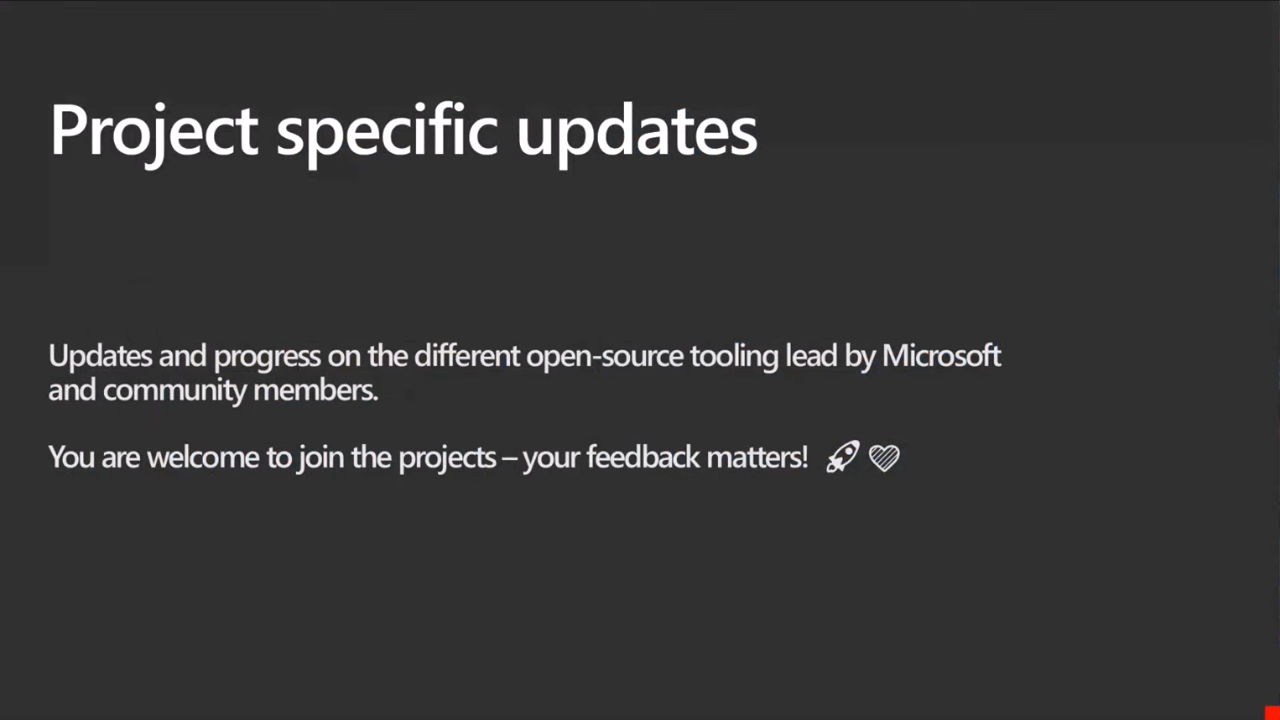 Project specific updates
Updates and progress on the different open-source tooling lead by Microsoft
and community members.
You are welcome to join the projects – your feedback matters! 🚀🤍